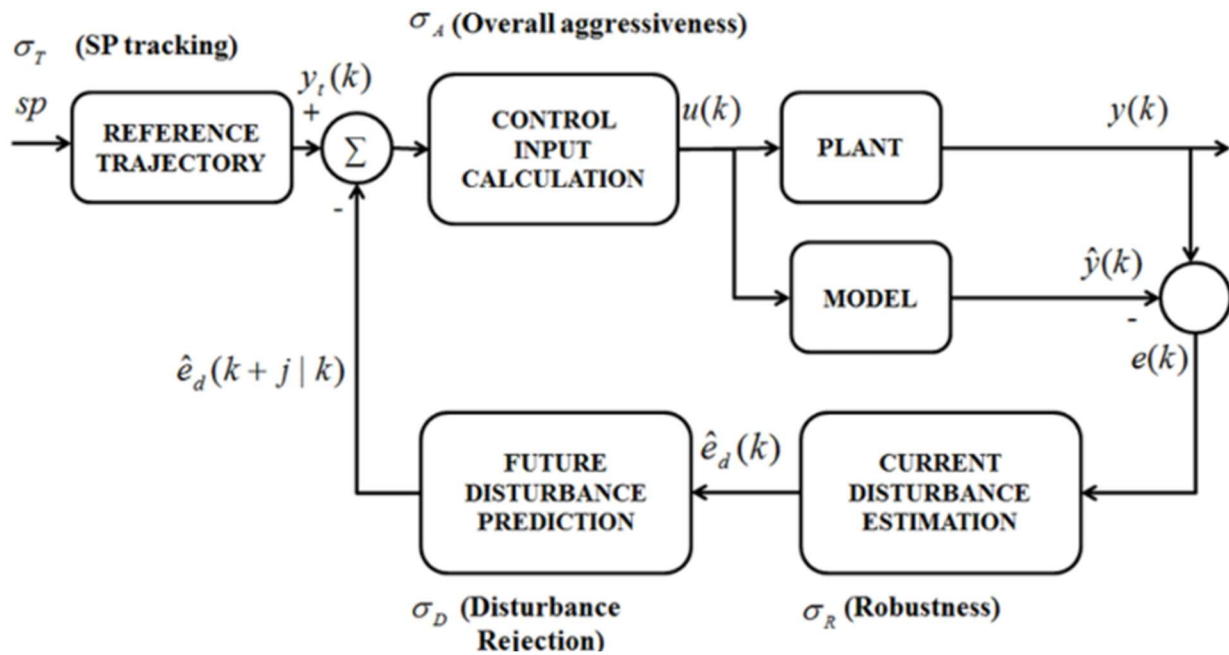 σ_A (Overall aggressiveness)
σ_T (SP tracking)
sp
REFERENCE
TRAJECTORY
y_t(k)
+
Σ
-
CONTROL
INPUT
CALCULATION
u(k)
PLANT
y(k)
MODEL
ŷ(k)
-
e(k)
ê_d(k + j | k)
FUTURE
DISTURBANCE
PREDICTION
ê_d(k)
CURRENT
DISTURBANCE
ESTIMATION
σ_D (Disturbance
Rejection)
σ_R (Robustness)